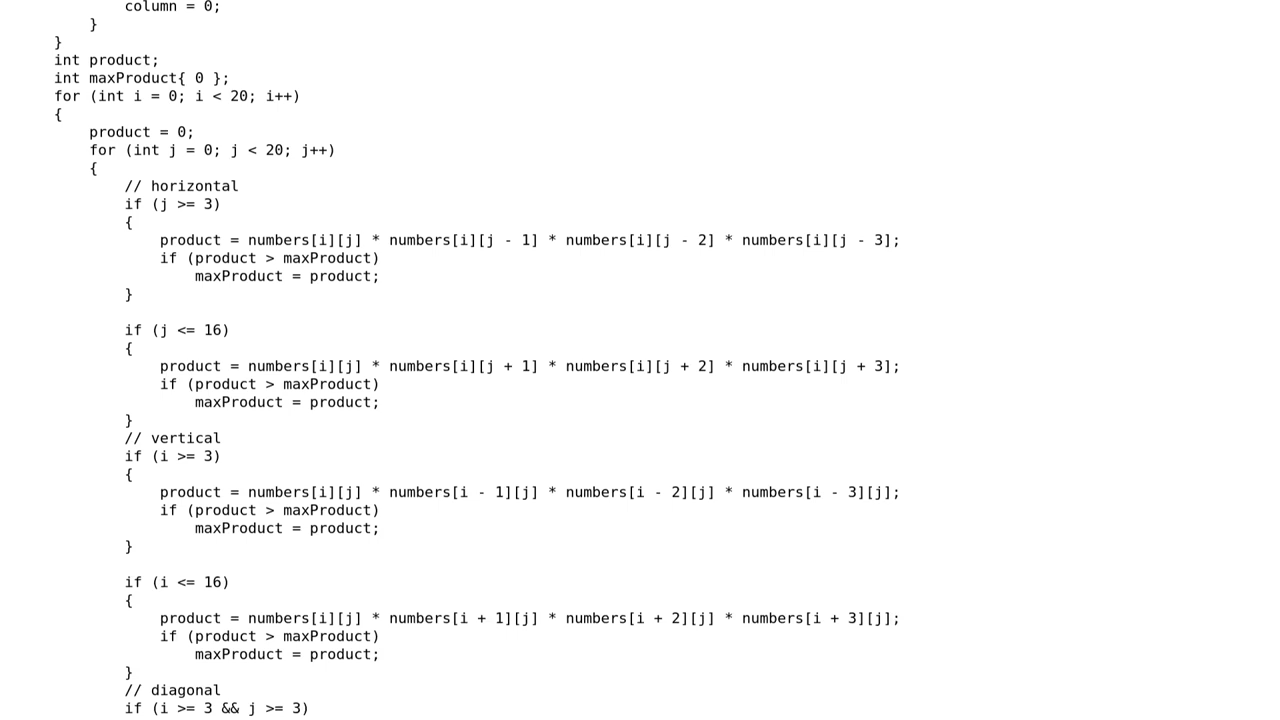 column = 0;
}
}
int product;
int maxProduct{ 0 };
for (int i = 0; i < 20; i++)
{
product = 0;
for (int j = 0; j < 20; j++)
{
// horizontal
if (j >= 3)
{
product = numbers[i][j] * numbers[i][j - 1] * numbers[i][j - 2] * numbers[i][j - 3];
if (product > maxProduct)
maxProduct = product;
}
if (j <= 16)
{
product = numbers[i][j] * numbers[i][j + 1] * numbers[i][j + 2] * numbers[i][j + 3];
if (product > maxProduct)
maxProduct = product;
}
// vertical
if (i >= 3)
{
product = numbers[i][j] * numbers[i - 1][j] * numbers[i - 2][j] * numbers[i - 3][j];
if (product > maxProduct)
maxProduct = product;
}
if (i <= 16)
{
product = numbers[i][j] * numbers[i + 1][j] * numbers[i + 2][j] * numbers[i + 3][j];
if (product > maxProduct)
maxProduct = product;
}
// diagonal
if (i >= 3 && j >= 3)